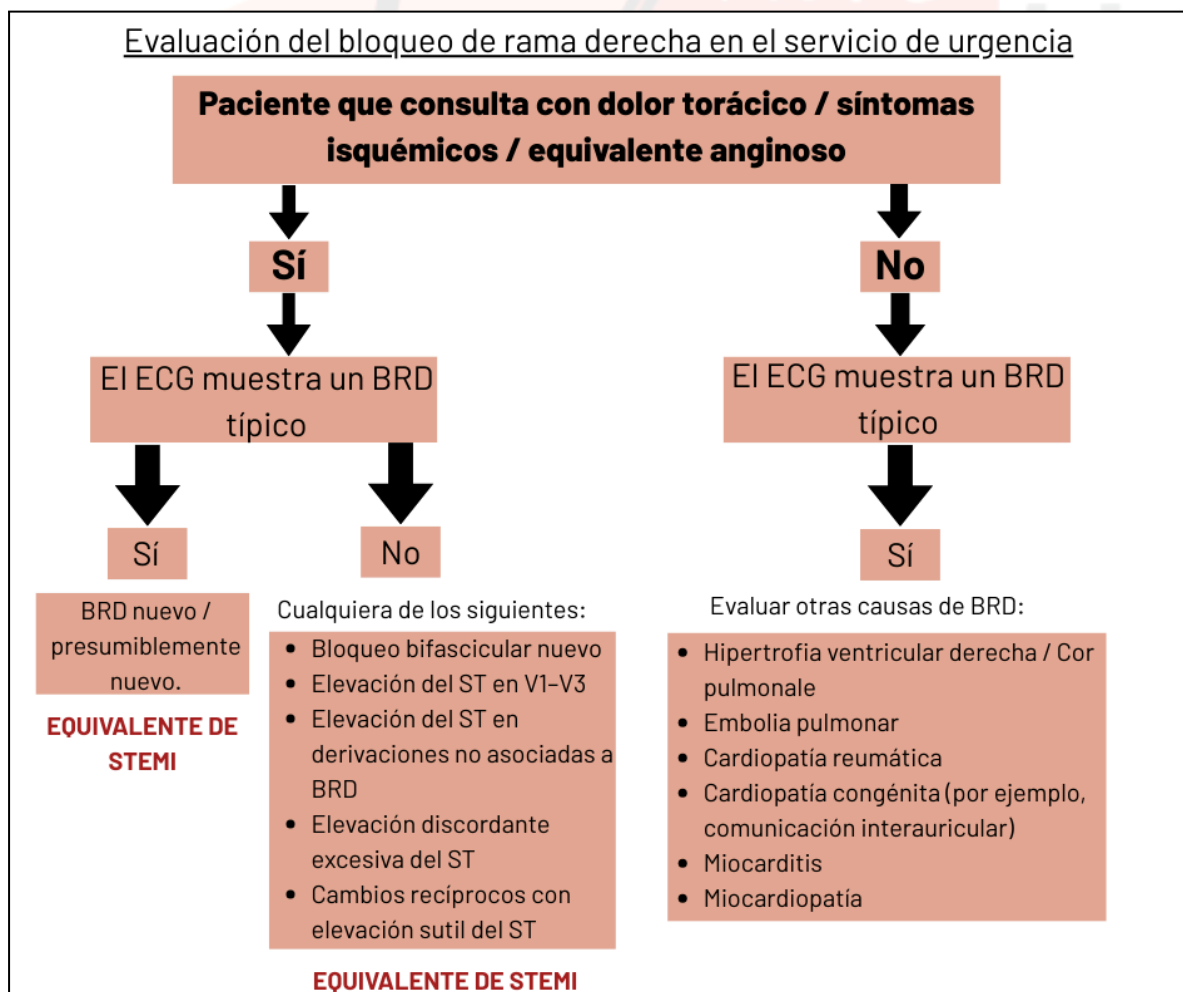 Evaluación del bloqueo de rama derecha en el servicio de urgencia
Paciente que consulta con dolor torácico / síntomas
isquémicos / equivalente anginoso
Sí
No
El ECG muestra un BRD
típico
El ECG muestra un BRD
típico
Sí
No
Sí
BRD nuevo /
presumiblemente
nuevo.
EQUIVALENTE DE
STEMI
Cualquiera de los siguientes:
• Bloqueo bifascicular nuevo
• Elevación del ST en V1–V3
• Elevación del ST en
derivaciones no asociadas a
BRD
• Elevación discordante
excesiva del ST
• Cambios recíprocos con
elevación sutil del ST
EQUIVALENTE DE STEMI
Evaluar otras causas de BRD:
• Hipertrofia ventricular derecha / Cor
pulmonale
• Embolia pulmonar
• Cardiopatía reumática
• Cardiopatía congénita (por ejemplo,
comunicación interauricular)
• Miocarditis
• Miocardiopatía